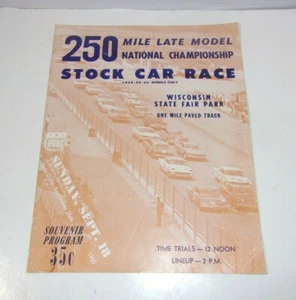 250 MILE LATE MODEL
NATIONAL CHAMPIONSHIP
STOCK CAR RACE
WISCONSIN
STATE FAIR PARK
ONE MILE PAVED TRACK
SUNDAY, SEPT. 18
SOUVENIR
PROGRAM
35c
TIME TRIALS — 12 NOON
LINEUP — 2 P.M.